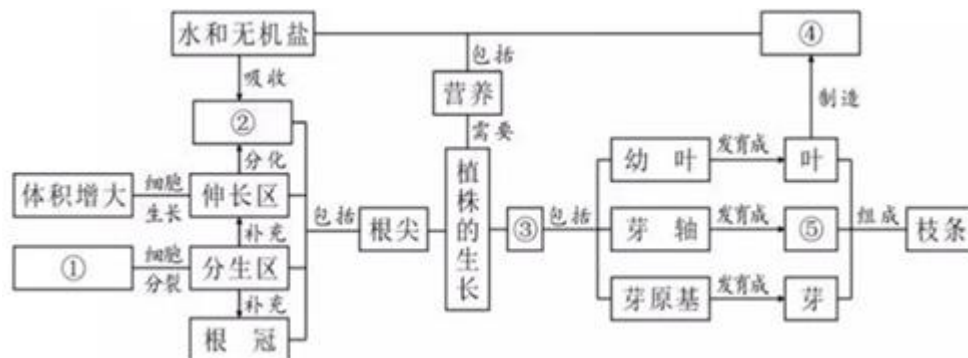 水和无机盐
④
包括
吸收
营养
制造
②
需要
分化
幼叶
发育成
叶
体积增大
细胞
生长
伸长区
植株的生长
补充
包括
根尖
③
包括
芽轴
发育成
⑤
组成
枝条
①
细胞
分裂
分生区
补充
芽原基
发育成
芽
根冠